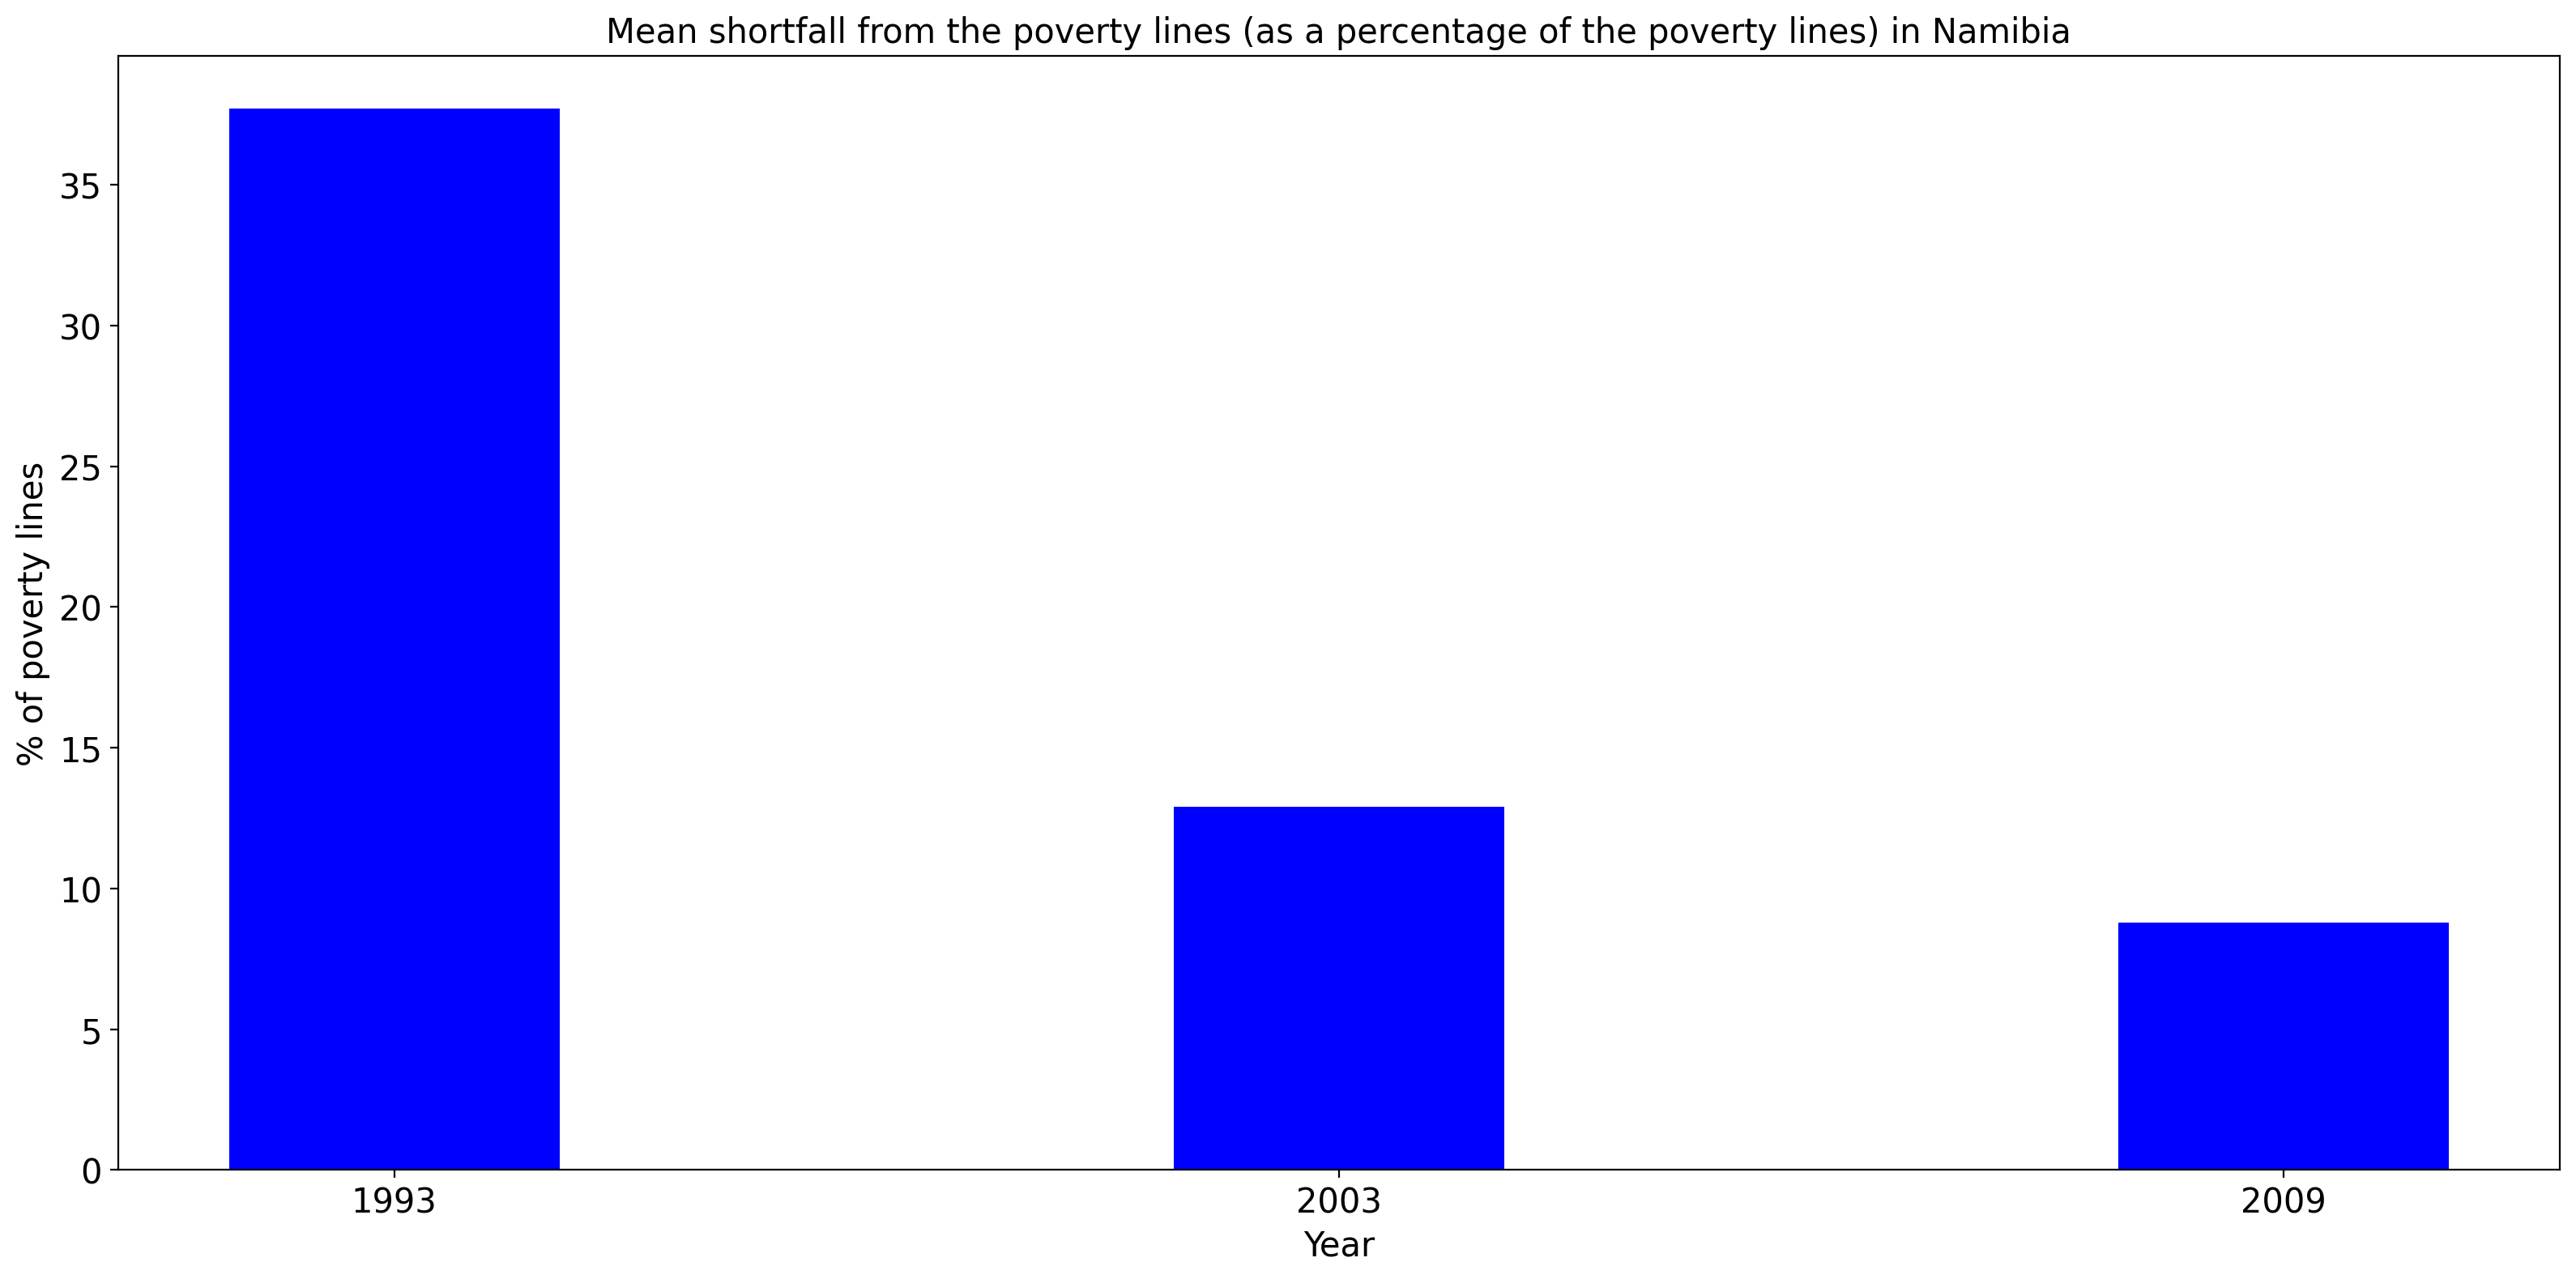 Mean shortfall from the poverty lines (as a percentage of the poverty lines) in Namibia
% of poverty lines
35
30
25
20
15
10
5
0
1993 2003 2009
Year